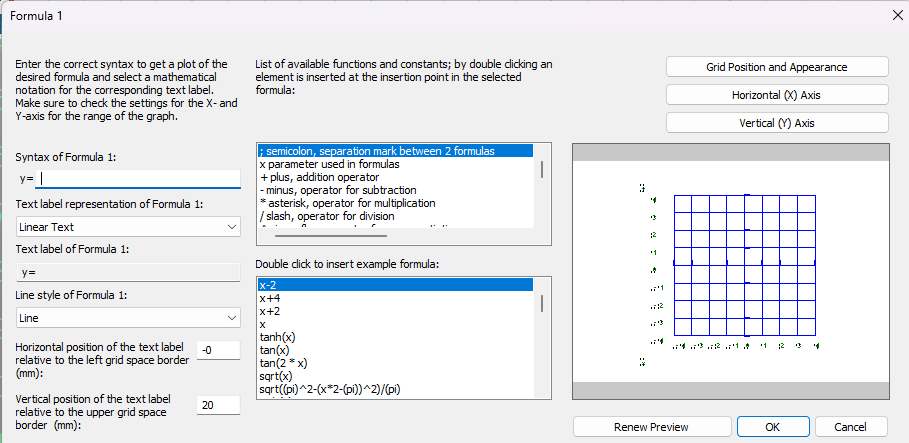 Formula 1
Enter the correct syntax to get a plot of the
desired formula and select a mathematical
notation for the corresponding text label.
Make sure to check the settings for the X- and
Y-axis for the range of the graph.
Syntax of Formula 1:
y=
Text label representation of Formula 1:
Linear Text
Text label of Formula 1:
y=
Line style of Formula 1:
Line
Horizontal position of the text label
relative to the left grid space border
(mm):
-0
Vertical position of the text label
relative to the upper grid space
border (mm):
20
List of available functions and constants; by double clicking an
element is inserted at the insertion point in the selected
formula:
; semicolon, separation mark between 2 formulas
x parameter used in formulas
+ plus, addition operator
- minus, operator for subtraction
* asterisk, operator for multiplication
/ slash, operator for division
Double click to insert example formula:
x-2
x+4
x+2
x
tanh(x)
tan(x)
tan(2 * x)
sqrt(x)
sqrt((pi)^2-(x*2-(pi))^2)/(pi)
Grid Position and Appearance
Horizontal (X) Axis
Vertical (Y) Axis
Renew Preview
OK
Cancel